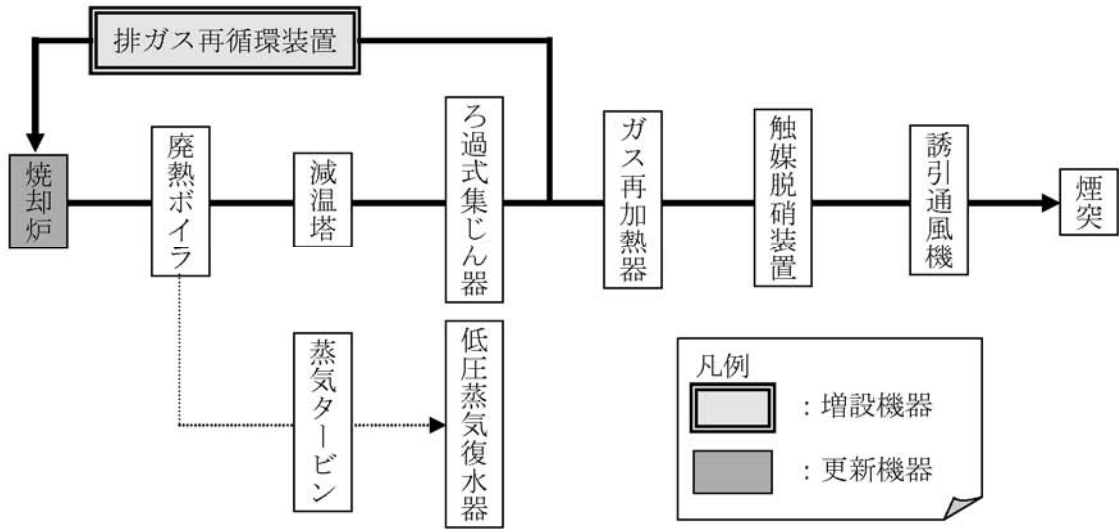 排ガス再循環装置
焼却炉
廃熱ボイラ
減温塔
ろ過式集じん器
ガス再加熱器
触媒脱硝装置
誘引通風機
煙突
蒸気タービン
低圧蒸気復水器
凡例
：増設機器
：更新機器